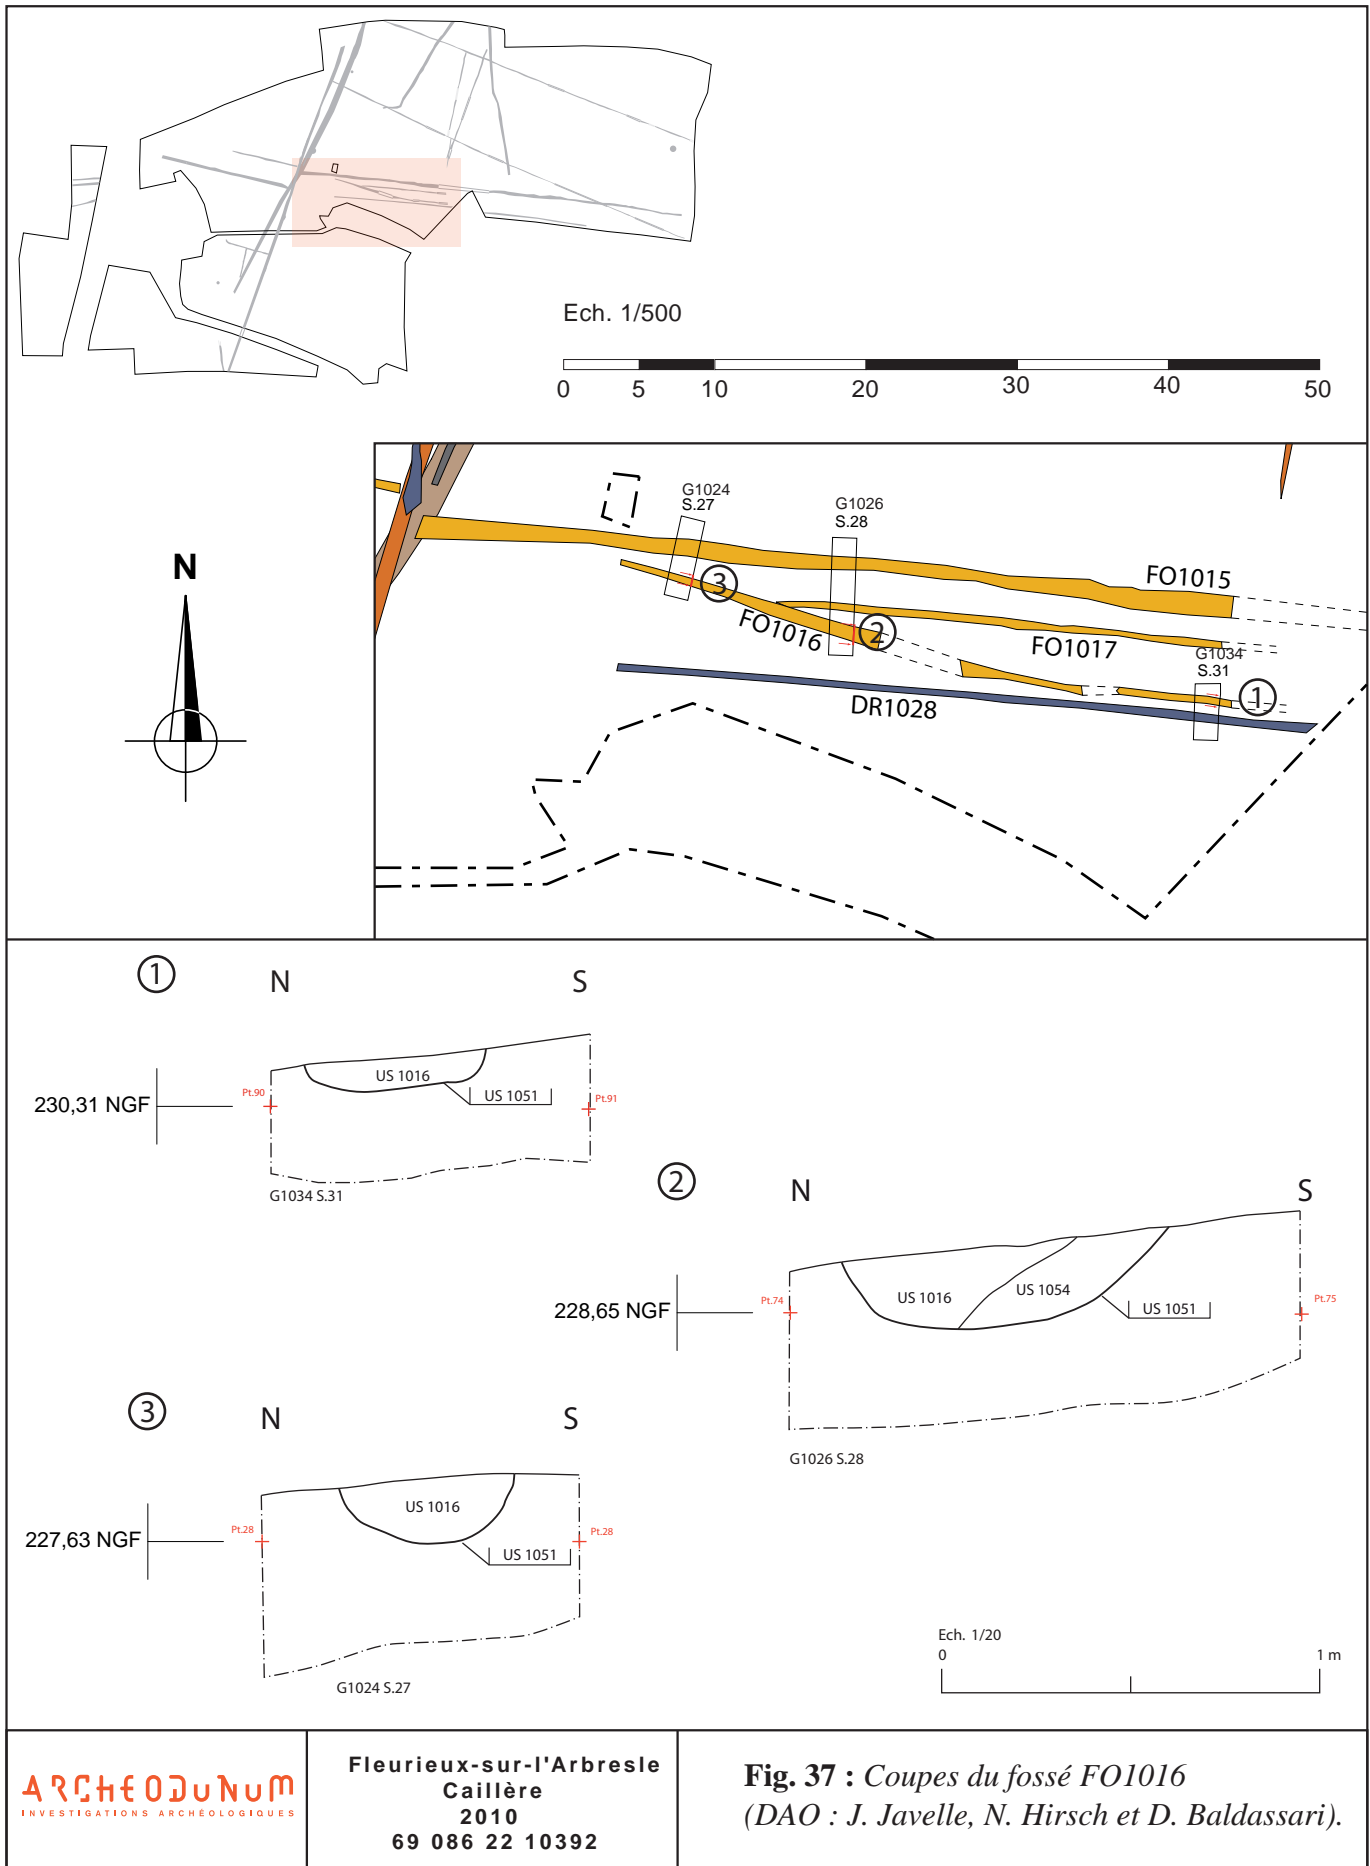 Ech. 1/500
0 5 10 20 30 40 50
N
G1024
S.27
G1026
S.28
FO1015
3
FO1016
2
FO1017
G1034
S.31
1
DR1028
1
N S
US 1016
US 1051
Pt.90
Pt.91
230,31 NGF
G1034 S.31
2
N S
US 1016
US 1054
US 1051
Pt.74
Pt.75
228,65 NGF
G1026 S.28
3
N S
US 1016
US 1051
Pt.28
Pt.28
227,63 NGF
G1024 S.27
Ech. 1/20
0 1 m
ARCHEODUNUM
INVESTIGATIONS ARCHÉOLOGIQUES
Fleurieux-sur-l'Arbresle
Caillère
2010
69 086 22 10392
Fig. 37 : Coupes du fossé FO1016
(DAO : J. Javelle, N. Hirsch et D. Baldassari).